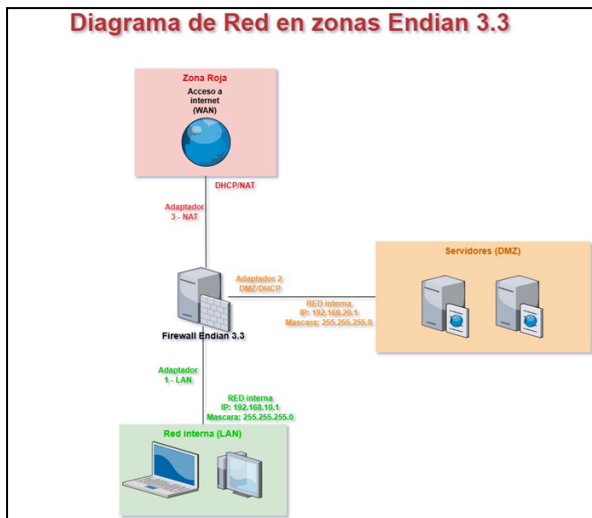 Diagrama de Red en zonas Endian 3.3
Zona Roja
Acceso a
internet
(WAN)
DHCP/NAT
Adaptador
3 - NAT
Servidores (DMZ)
Adaptador 2
DMZ/DHCP
RED interna
IP: 192.168.20.1
Mascara: 255.255.255.0
Firewall Endian 3.3
Adaptador
1 - LAN
RED interna
IP: 192.168.10.1
Mascara: 255.255.255.0
Red interna (LAN)